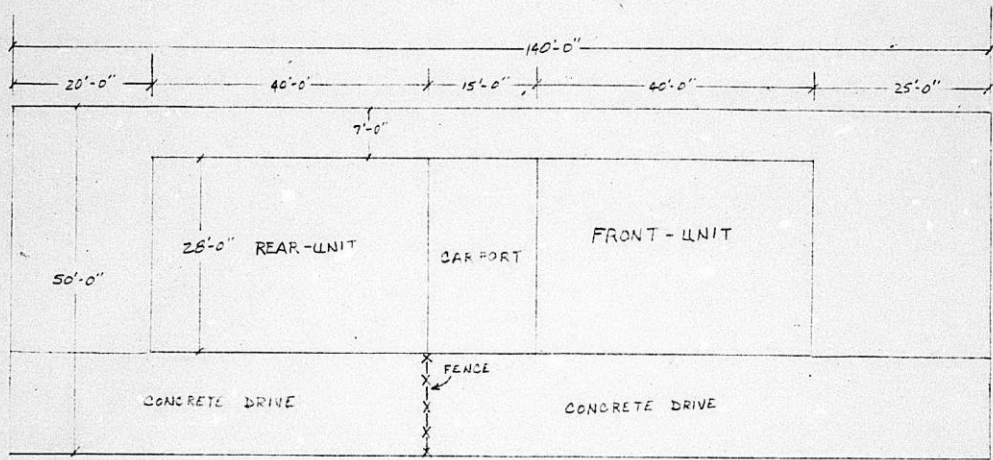 140'-0"
20'-0" 40'-0' 15'-0" 40'-0" 25'-0"
7'-0"
28'-0" REAR-UNIT CARPORT FRONT-UNIT
50'-0"
FENCE
CONCRETE DRIVE CONCRETE DRIVE